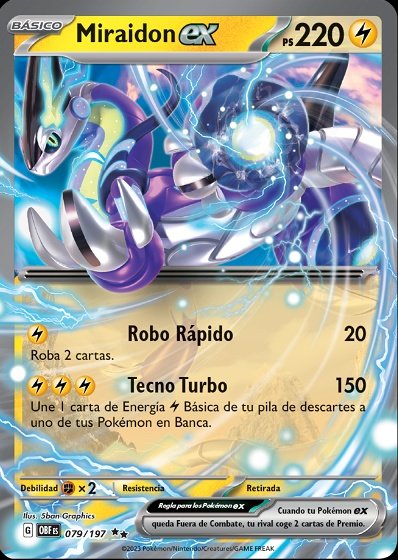 BÁSICO
Miraidon ex PS 220
Robo Rápido 20
Roba 2 cartas.
Tecno Turbo 150
Une 1 carta de Energía Básica de tu pila de descartes a
uno de tus Pokémon en Banca.
Debilidad × 2 Resistencia Retirada
Ilus. 5ban Graphics
G OBF ES 079/197
Regla para los Pokémon ex Cuando tu Pokémon ex
queda Fuera de Combate, tu rival coge 2 cartas de Premio.
©2023 Pokémon/Nintendo/Creatures/GAME FREAK